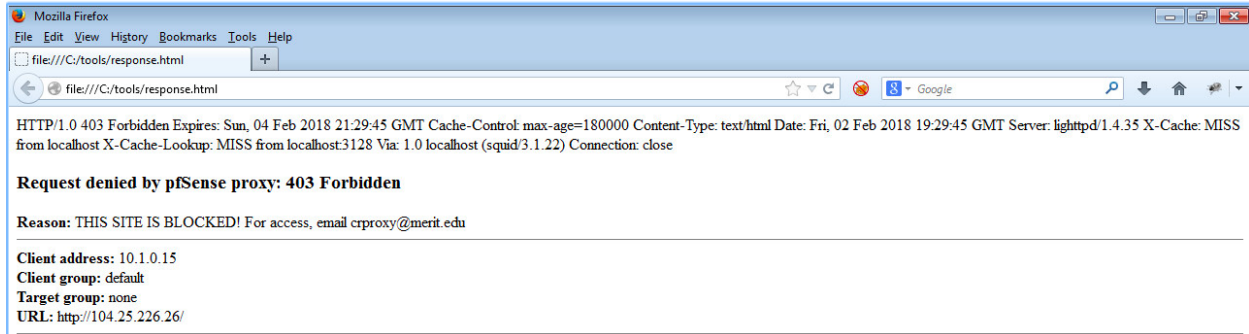 Mozilla Firefox
File Edit View History Bookmarks Tools Help
file:///C:/tools/response.html +
file:///C:/tools/response.html 8 Google
HTTP/1.0 403 Forbidden Expires: Sun, 04 Feb 2018 21:29:45 GMT Cache-Control: max-age=180000 Content-Type: text/html Date: Fri, 02 Feb 2018 19:29:45 GMT Server: lighttpd/1.4.35 X-Cache: MISS
from localhost X-Cache-Lookup: MISS from localhost:3128 Via: 1.0 localhost (squid/3.1.22) Connection: close
Request denied by pfSense proxy: 403 Forbidden
Reason: THIS SITE IS BLOCKED! For access, email crproxy@merit.edu
Client address: 10.1.0.15
Client group: default
Target group: none
URL: http://104.25.226.26/